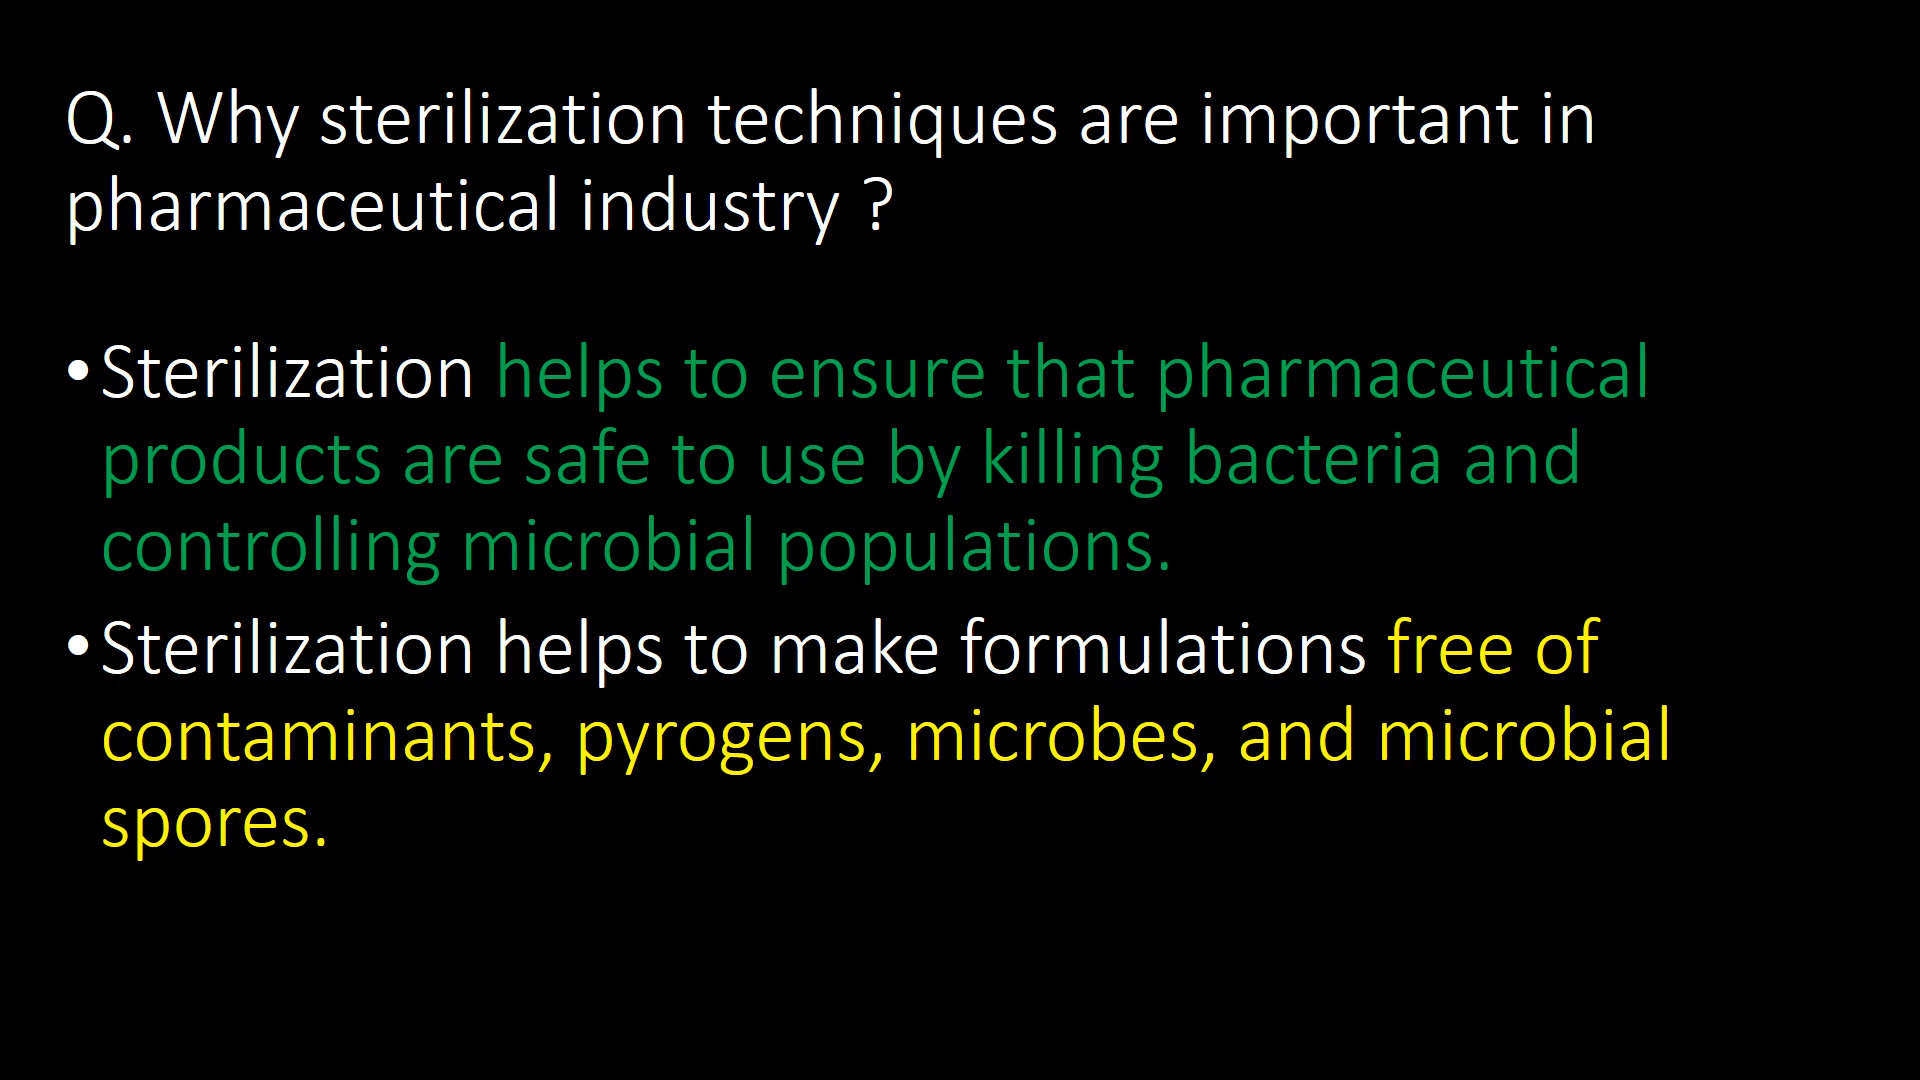 Q. Why sterilization techniques are important in
pharmaceutical industry ?
•Sterilization helps to ensure that pharmaceutical
products are safe to use by killing bacteria and
controlling microbial populations.
•Sterilization helps to make formulations free of
contaminants, pyrogens, microbes, and microbial
spores.